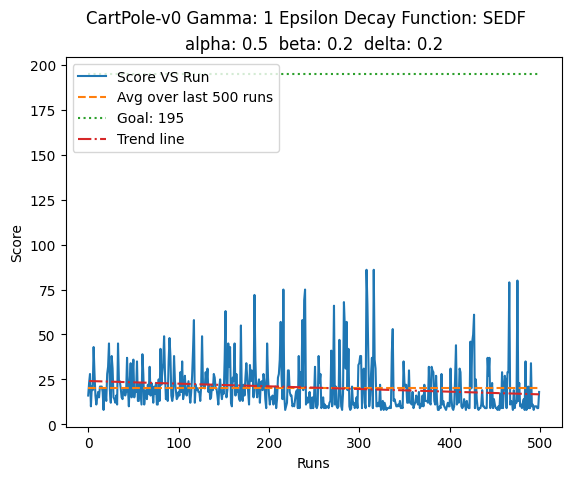 CartPole-v0 Gamma: 1 Epsilon Decay Function: SEDF
alpha: 0.5  beta: 0.2  delta: 0.2
Score VS Run
Avg over last 500 runs
Goal: 195
Trend line
200
175
150
125
100
75
50
25
0
Score
0 100 200 300 400 500
Runs